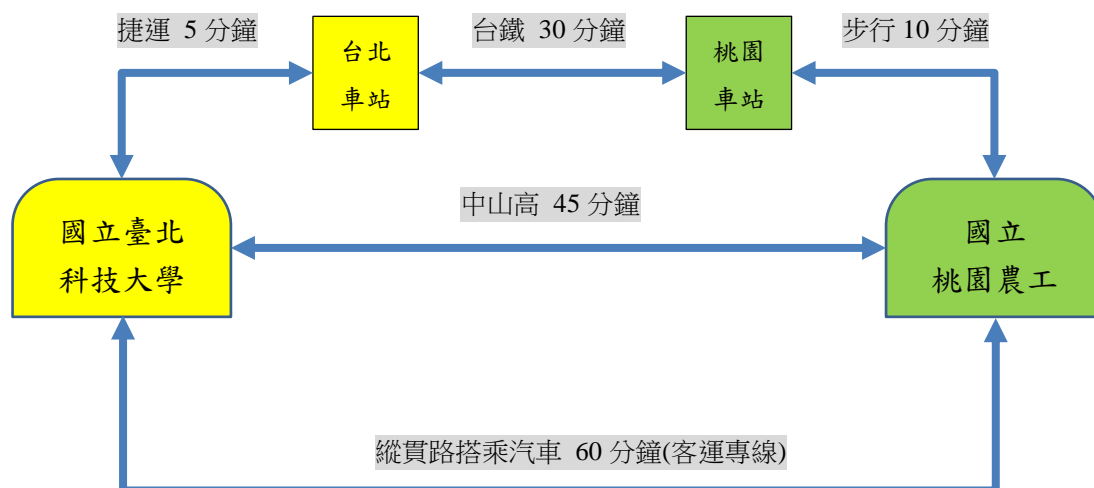 捷運 5 分鐘
台鐵 30 分鐘
步行 10 分鐘
台北
車站
桃園
車站
中山高 45 分鐘
國立臺北
科技大學
國立
桃園農工
縱貫路搭乘汽車 60 分鐘(客運專線)